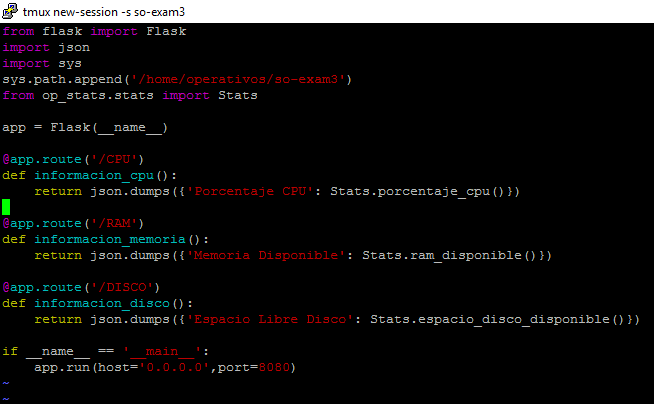 tmux new-session -s so-exam3
from flask import Flask
import json
import sys
sys.path.append('/home/operativos/so-exam3')
from op_stats.stats import Stats
app = Flask(__name__)
@app.route('/CPU')
def informacion_cpu():
    return json.dumps({'Porcentaje CPU': Stats.porcentaje_cpu()})
@app.route('/RAM')
def informacion_memoria():
    return json.dumps({'Memoria Disponible': Stats.ram_disponible()})
@app.route('/DISCO')
def informacion_disco():
    return json.dumps({'Espacio Libre Disco': Stats.espacio_disco_disponible()})
if __name__ == '__main__':
    app.run(host='0.0.0.0',port=8080)
~
~